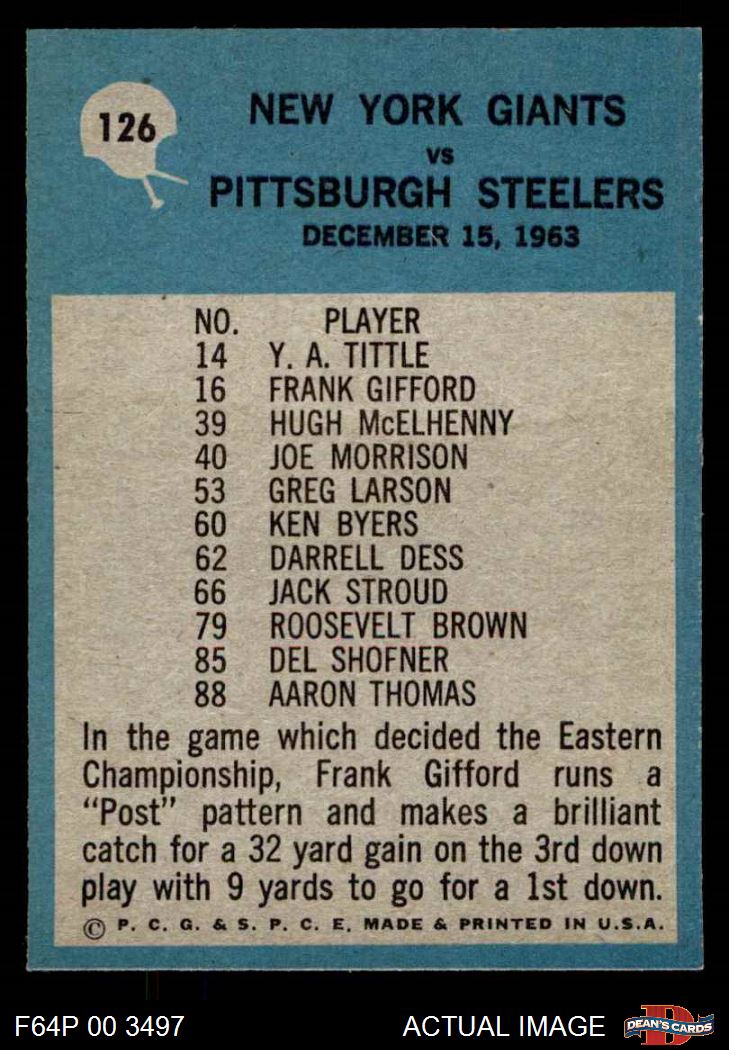 126
NEW YORK GIANTS
VS
PITTSBURGH STEELERS
DECEMBER 15, 1963
NO. PLAYER
14 Y. A. TITTLE
16 FRANK GIFFORD
39 HUGH McELHENNY
40 JOE MORRISON
53 GREG LARSON
60 KEN BYERS
62 DARRELL DESS
66 JACK STROUD
79 ROOSEVELT BROWN
85 DEL SHOFNER
88 AARON THOMAS
In the game which decided the Eastern
Championship, Frank Gifford runs a
“Post” pattern and makes a brilliant
catch for a 32 yard gain on the 3rd down
play with 9 yards to go for a 1st down.
© P. C. G. & S. P. C. E. MADE & PRINTED IN U.S.A.
F64P 00 3497 ACTUAL IMAGE D DEAN'S CARDS